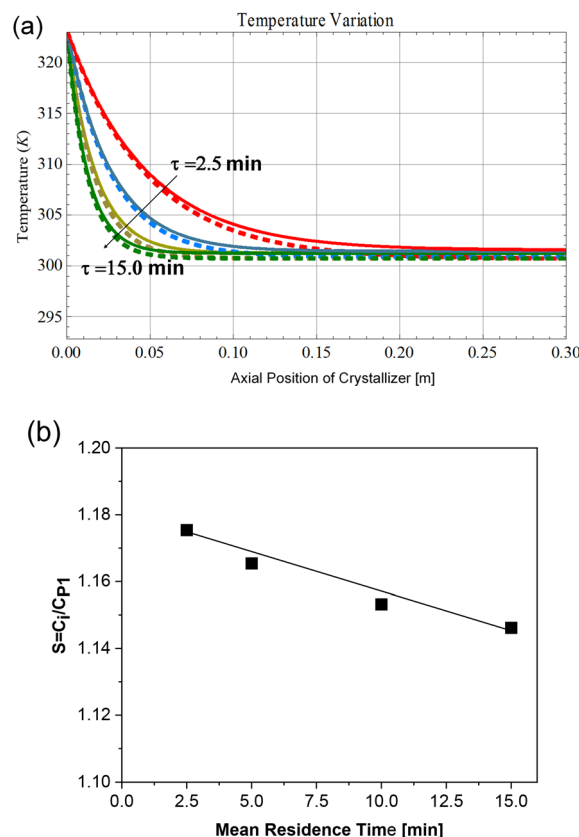 (a)
Temperature Variation
320
315
310
305
300
295
Temperature (K)
τ=2.5 min
τ=15.0 min
0.00 0.05 0.10 0.15 0.20 0.25 0.30
Axial Position of Crystallizer [m]
(b)
1.20
1.18
1.16
1.14
1.12
1.10
S=Ci/CP1
0.0 2.5 5.0 7.5 10.0 12.5 15.0
Mean Residence Time [min]